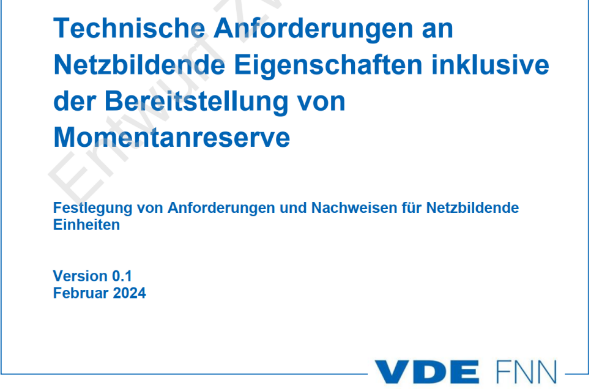 Technische Anforderungen an
Netzbildende Eigenschaften inklusive
der Bereitstellung von
Momentanreserve
Festlegung von Anforderungen und Nachweisen für Netzbildende
Einheiten
Version 0.1
Februar 2024
Entwurf
VDE FNN